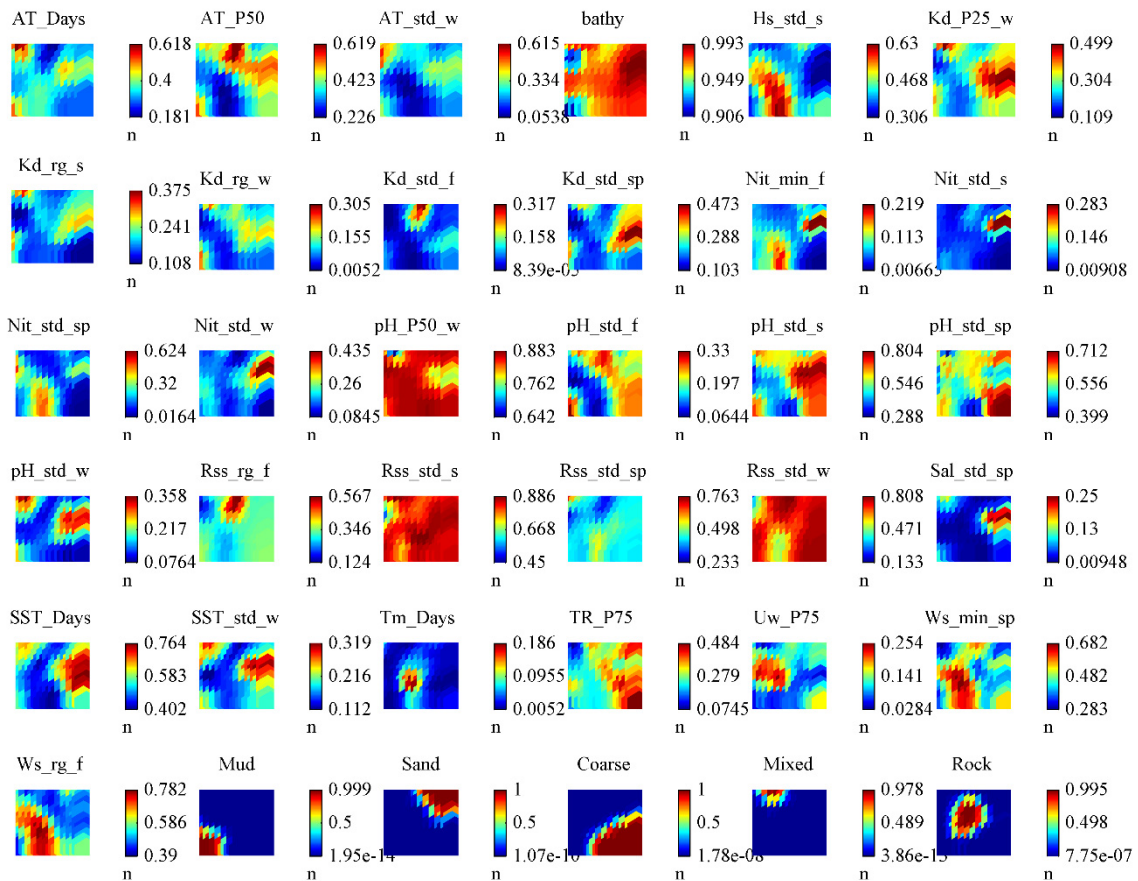 AT_Days AT_P50 AT_std_w bathy Hs_std_s Kd_P25_w
0.618 0.619 0.615 0.993 0.63 0.499
0.4 0.423 0.334 0.949 0.468 0.304
0.181 0.226 0.0538 0.906 0.306 0.109
n n n n n n
Kd_rg_s Kd_rg_w Kd_std_f Kd_std_sp Nit_min_f Nit_std_s
0.375 0.305 0.317 0.473 0.219 0.283
0.241 0.155 0.158 0.288 0.113 0.146
0.108 0.0052 0.103 0.00665 0.00908
n n n n n n
Nit_std_sp Nit_std_w pH_P50_w pH_std_f pH_std_s pH_std_sp
0.624 0.435 0.883 0.33 0.804 0.712
0.32 0.26 0.762 0.197 0.546 0.556
0.0164 0.0845 0.642 0.0644 0.288 0.399
n n n n n n
pH_std_w Rss_rg_f Rss_std_s Rss_std_sp Rss_std_w Sal_std_sp
0.358 0.567 0.886 0.763 0.808 0.25
0.217 0.346 0.668 0.498 0.471 0.13
0.0764 0.124 0.45 0.233 0.133 0.00948
n n n n n n
SST_Days SST_std_w Tm_Days TR_P75 Uw_P75 Ws_min_sp
0.764 0.319 0.186 0.484 0.254 0.682
0.583 0.216 0.0955 0.279 0.141 0.482
0.402 0.112 0.0052 0.0745 0.0284 0.283
n n n n n n
Ws_rg_f Mud Sand Coarse Mixed Rock
0.782 0.999 1 1 0.978 0.995
0.586 0.5 0.5 0.5 0.489 0.498
0.39 1.95e-14 7.75e-07
n n n n n n